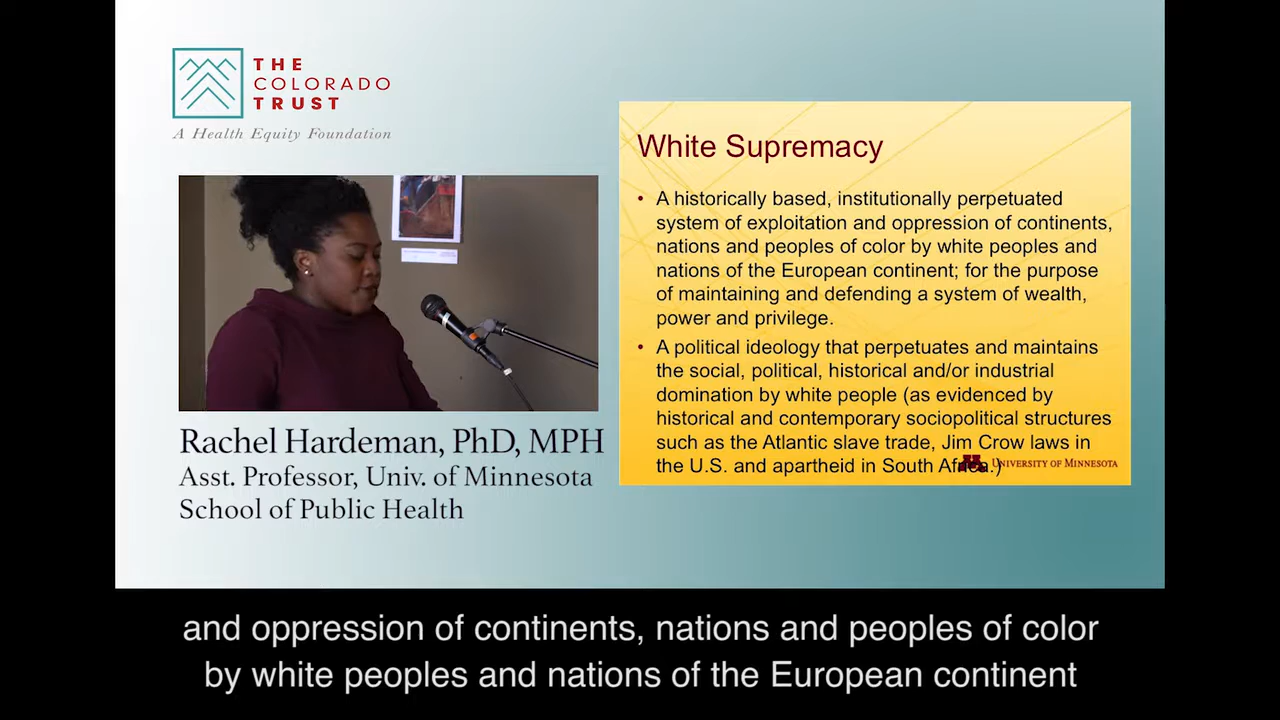 THE
COLORADO
TRUST
A Health Equity Foundation
Rachel Hardeman, PhD, MPH
Asst. Professor, Univ. of Minnesota
School of Public Health
White Supremacy
• A historically based, institutionally perpetuated
system of exploitation and oppression of continents,
nations and peoples of color by white peoples and
nations of the European continent; for the purpose
of maintaining and defending a system of wealth,
power and privilege.
• A political ideology that perpetuates and maintains
the social, political, historical and/or industrial
domination by white people (as evidenced by
historical and contemporary sociopolitical structures
such as the Atlantic slave trade, Jim Crow laws in
the U.S. and apartheid in South Africa.)
UNIVERSITY OF MINNESOTA
and oppression of continents, nations and peoples of color
by white peoples and nations of the European continent